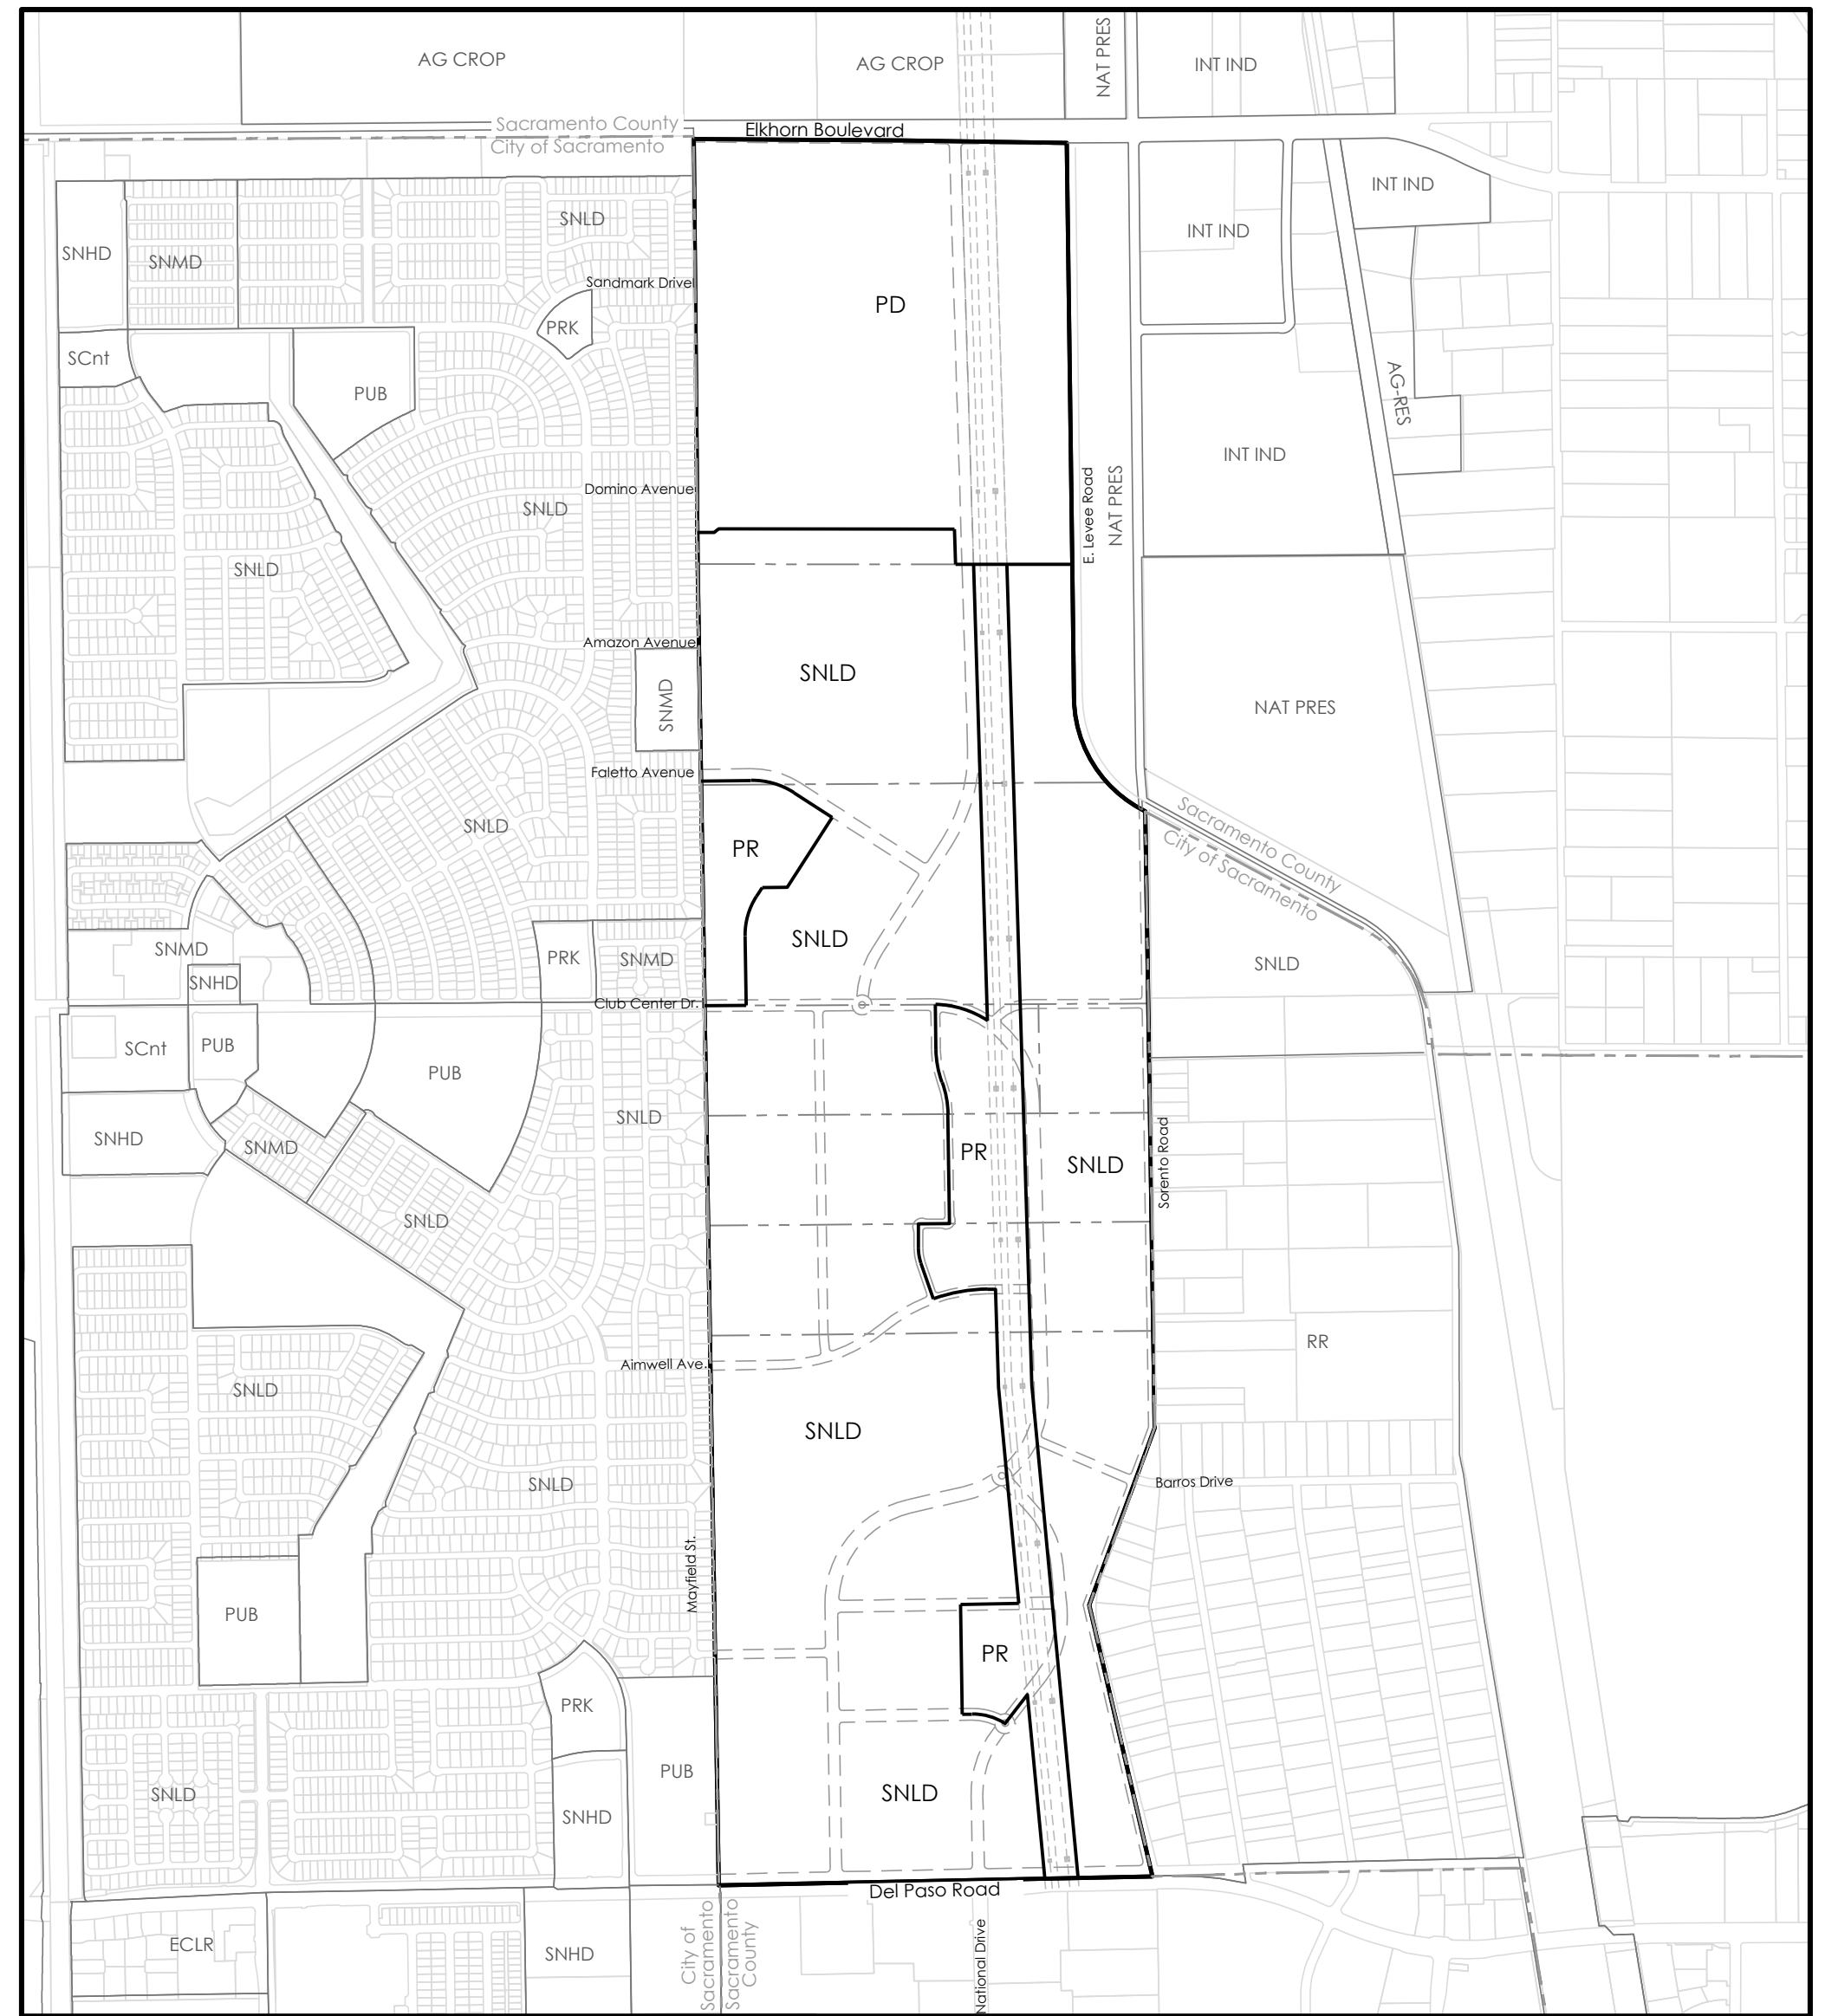 AG CROP
AG CROP
NAT PRES
INT IND
Sacramento County
City of Sacramento
Elkhorn Boulevard
INT IND
SNLD
SNHD
SNMD
INT IND
Sandmark Drive
PD
PRK
SCnt
PUB
AG-RES
INT IND
Domino Avenue
SNLD
E. Levee Road
NAT PRES
SNLD
Amazon Avenue
SNLD
SNMD
NAT PRES
Faletto Avenue
SNLD
PR
Sacramento County
City of Sacramento
SNMD
PRK
SNMD
SNLD
SNLD
SNHD
Club Center Dr.
SCnt
PUB
PUB
SNLD
SNHD
SNMD
PR
SNLD
Sorento Road
SNLD
RR
Aimwell Ave.
SNLD
SNLD
SNLD
Barros Drive
Mayfield St.
PUB
PR
PRK
PUB
SNLD
SNLD
SNHD
Del Paso Road
ECLR
SNHD
City of
Sacramento
Sacramento
County
National Drive